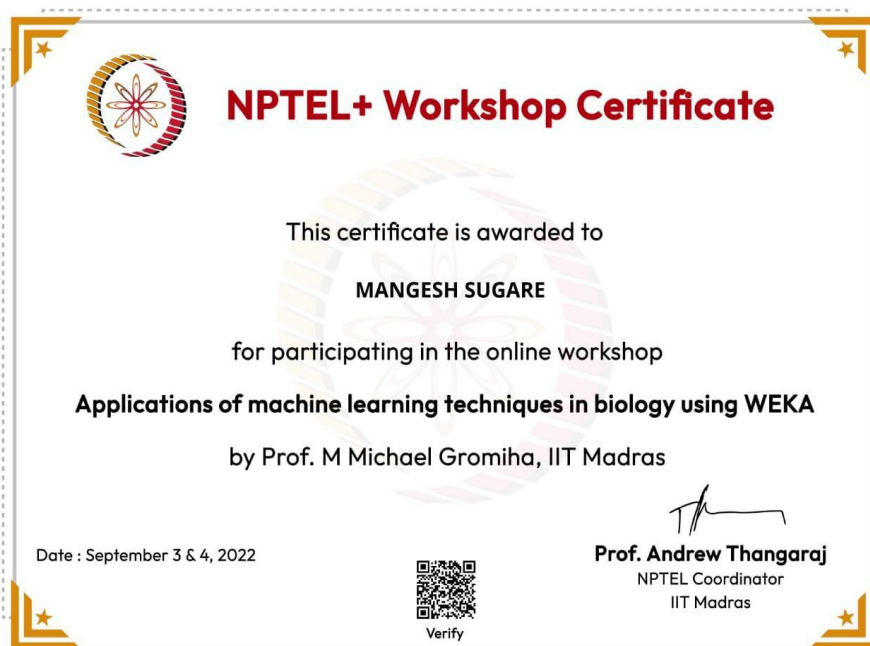 NPTEL+ Workshop Certificate
This certificate is awarded to
MANGESH SUGARE
for participating in the online workshop
Applications of machine learning techniques in biology using WEKA
by Prof. M Michael Gromiha, IIT Madras
Date : September 3 & 4, 2022
Verify
Prof. Andrew Thangaraj
NPTEL Coordinator
IIT Madras